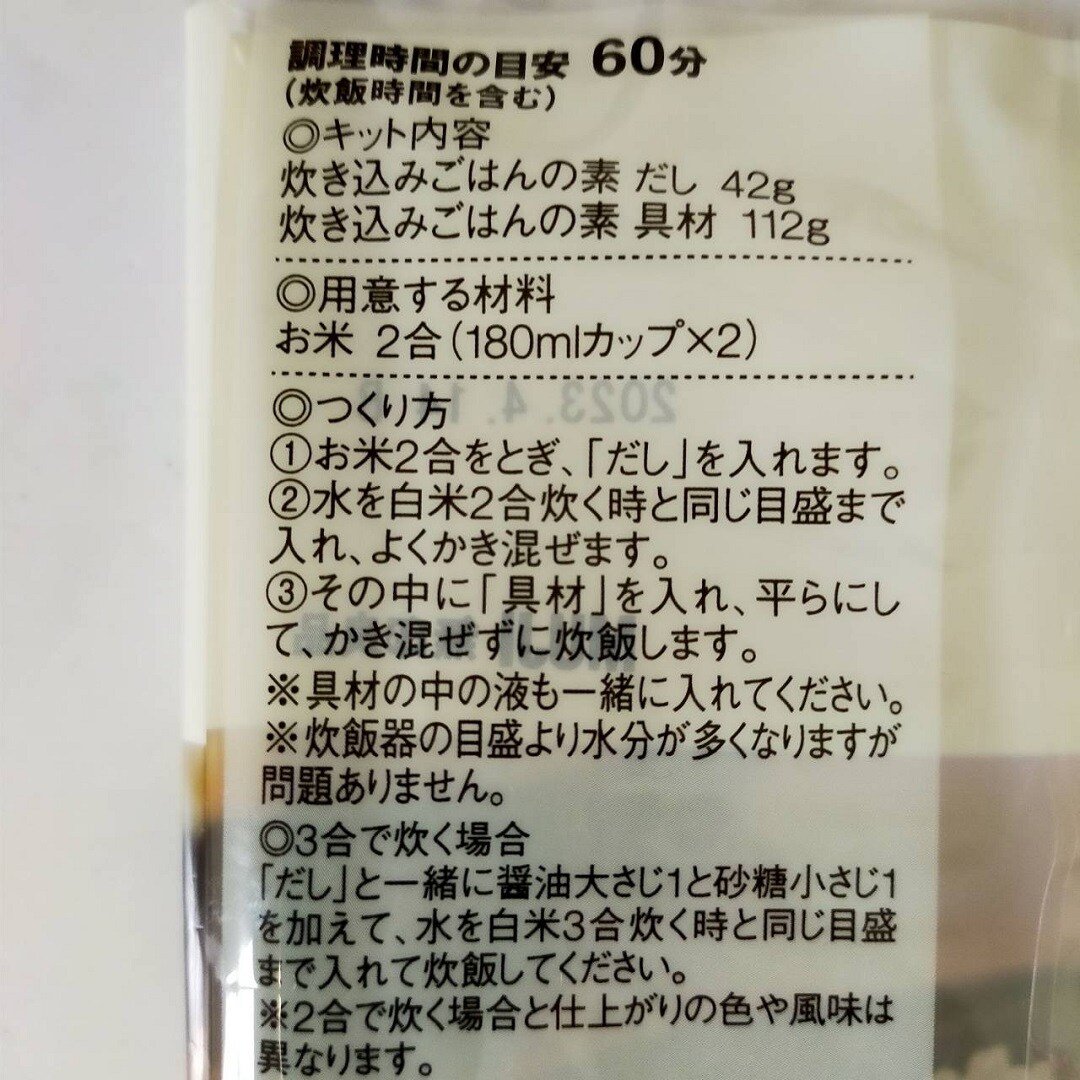 調理時間の目安 60分
(炊飯時間を含む)
◎キット内容
炊き込みごはんの素 だし 42g
炊き込みごはんの素 具材 112g
◎用意する材料
お米 2合(180mlカップ×2)
2023.4.14
◎つくり方
①お米2合をとぎ、「だし」を入れます。
②水を白米2合炊く時と同じ目盛まで
入れ、よくかき混ぜます。
③その中に「具材」を入れ、平らにし
て、かき混ぜずに炊飯します。
※具材の中の液も一緒に入れてください。
※炊飯器の目盛より水分が多くなりますが
問題ありません。
◎3合で炊く場合
「だし」と一緒に醤油大さじ1と砂糖小さじ1
を加えて、水を白米3合炊く時と同じ目盛
まで入れて炊飯してください。
※2合で炊く場合と仕上がりの色や風味は
異なります。